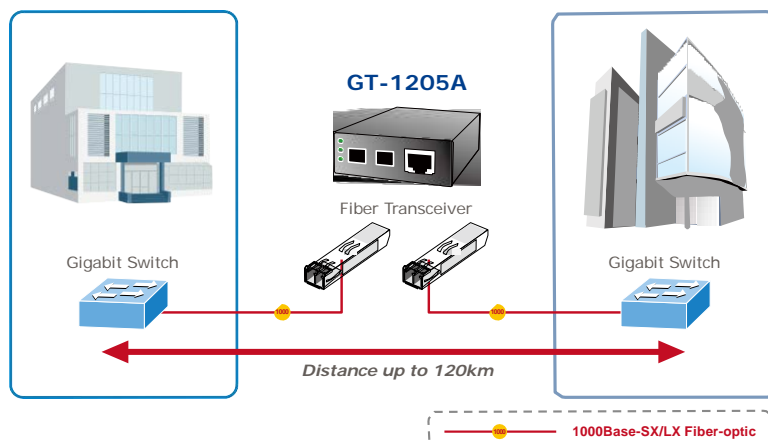 GT-1205A
Fiber Transceiver
Gigabit Switch
Gigabit Switch
1000
1000
Distance up to 120km
1000 1000Base-SX/LX Fiber-optic